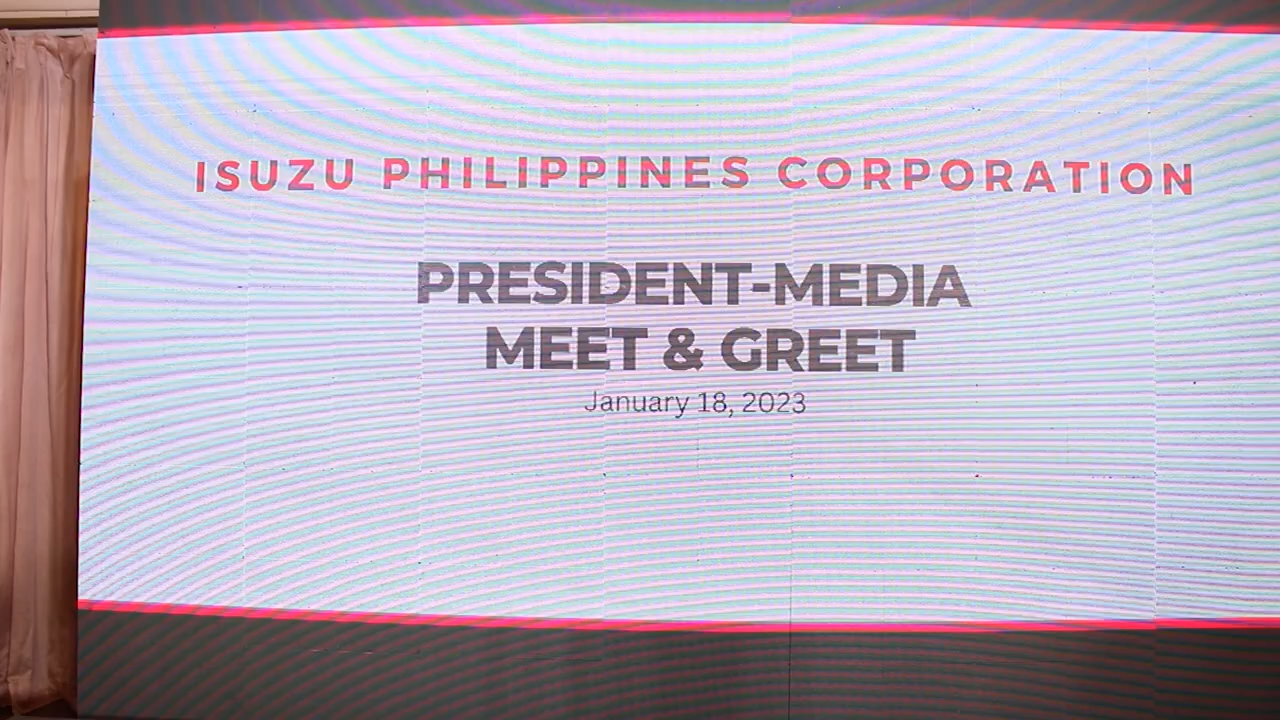 ISUZU PHILIPPINES CORPORATION
PRESIDENT-MEDIA
MEET & GREET
January 18, 2023